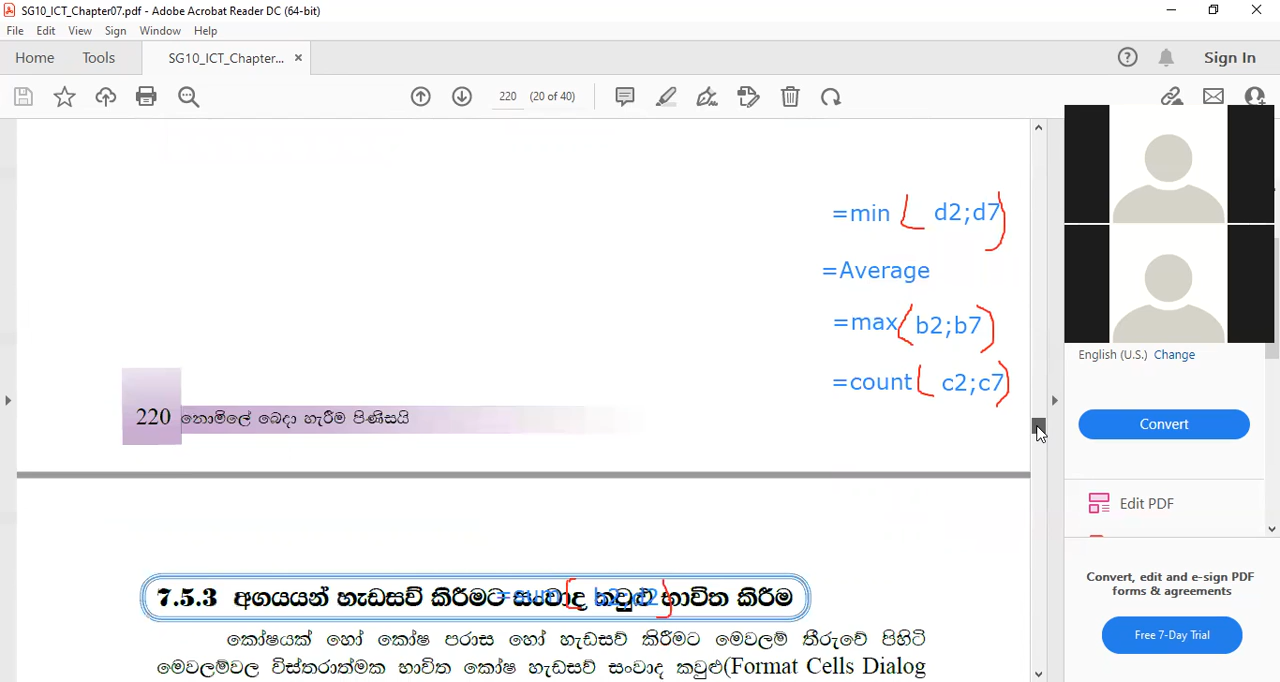 SG10_ICT_Chapter07.pdf - Adobe Acrobat Reader DC (64-bit)
File Edit View Sign Window Help
Home Tools SG10_ICT_Chapter... × Sign In
220 (20 of 40)
=min ( d2;d7)
=Average
=max(b2;b7)
=count( c2;c7)
English (U.S.) Change
220 නොමිලේ බෙදා හැරීම පිණිසයි
Convert
Edit PDF
Convert, edit and e-sign PDF
forms & agreements
Free 7-Day Trial
7.5.3 අගයයන් හැඩසව් කිරීමට සංවාද කවුළු භාවිත කිරීම
=sum( b2;d2)
කෝෂයක් හෝ කෝෂ පරාස හෝ හැඩසව් කිරීමට මෙවලම් තීරුවේ පිහිටි
මෙවලම්වල විස්තරාත්මක භාවිත කෝෂ හැඩසව් සංවාද කවුළු(Format Cells Dialog